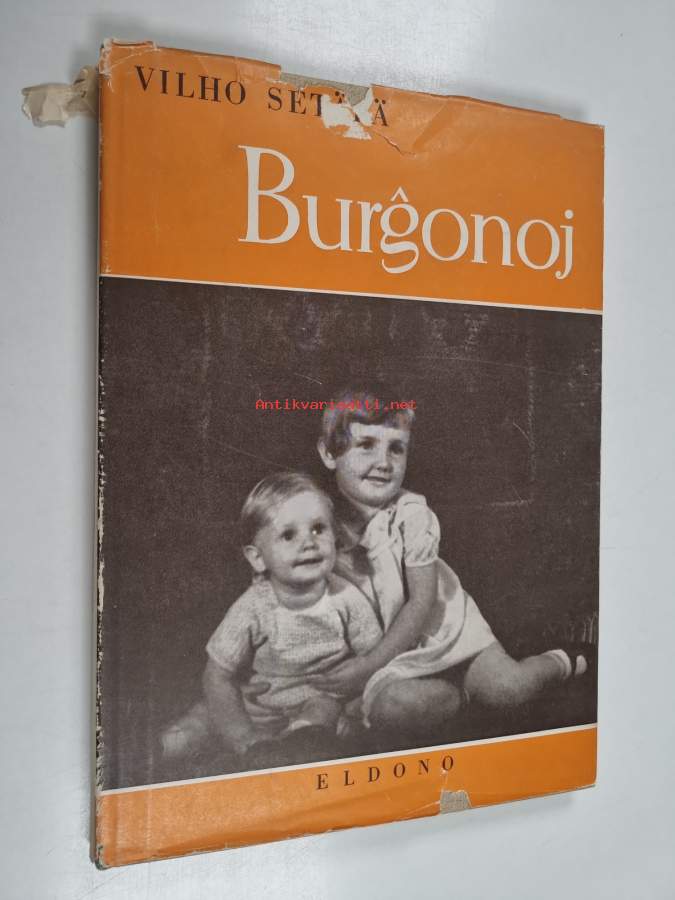 VILHO SETÄLÄ
Burĝonoj
Antikvariaatti.net
ELDONO